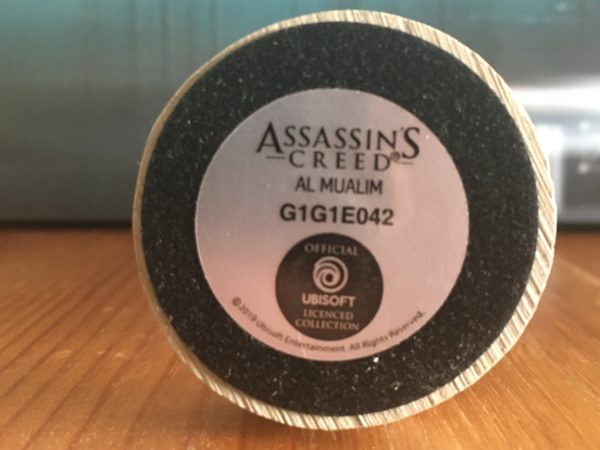 ASSASSIN'S
CREED®
AL MUALIM
G1G1E042
OFFICIAL
UBISOFT
LICENCED
COLLECTION
©2019 Ubisoft Entertainment. All Rights Reserved.